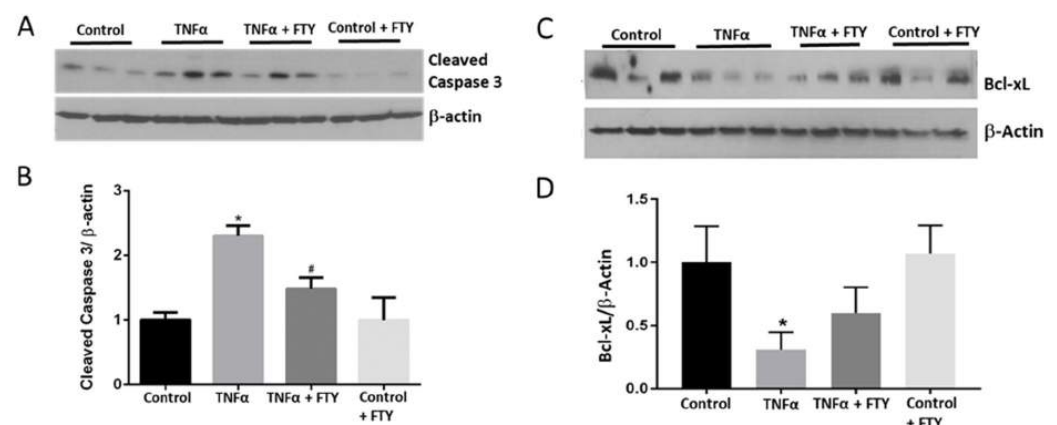 A
Control TNFα TNFα + FTY Control + FTY
Cleaved
Caspase 3
β-actin
B
Cleaved Caspase 3/ β-actin
3
2
1
0
*
#
Control TNFα TNFα + FTY Control
+ FTY
C
Control TNFα TNFα + FTY Control + FTY
Bcl-xL
β-Actin
D
Bcl-xL/β-Actin
1.5
1.0
0.5
0.0
*
Control TNFα TNFα + FTY Control
+ FTY